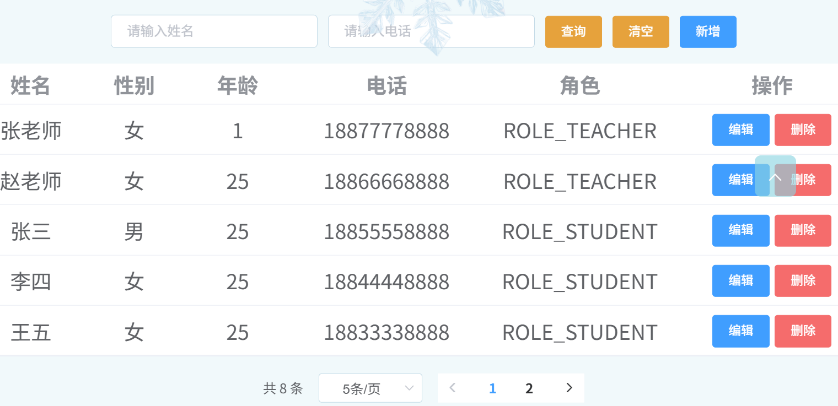 请输入姓名 请输入电话 查询 清空 新增
姓名 性别 年龄 电话 角色 操作
张老师 女 1 18877778888 ROLE_TEACHER 编辑 删除
赵老师 女 25 18866668888 ROLE_TEACHER 编辑 删除
张三 男 25 18855558888 ROLE_STUDENT 编辑 删除
李四 女 25 18844448888 ROLE_STUDENT 编辑 删除
王五 女 25 18833338888 ROLE_STUDENT 编辑 删除
共 8 条 5条/页 1 2